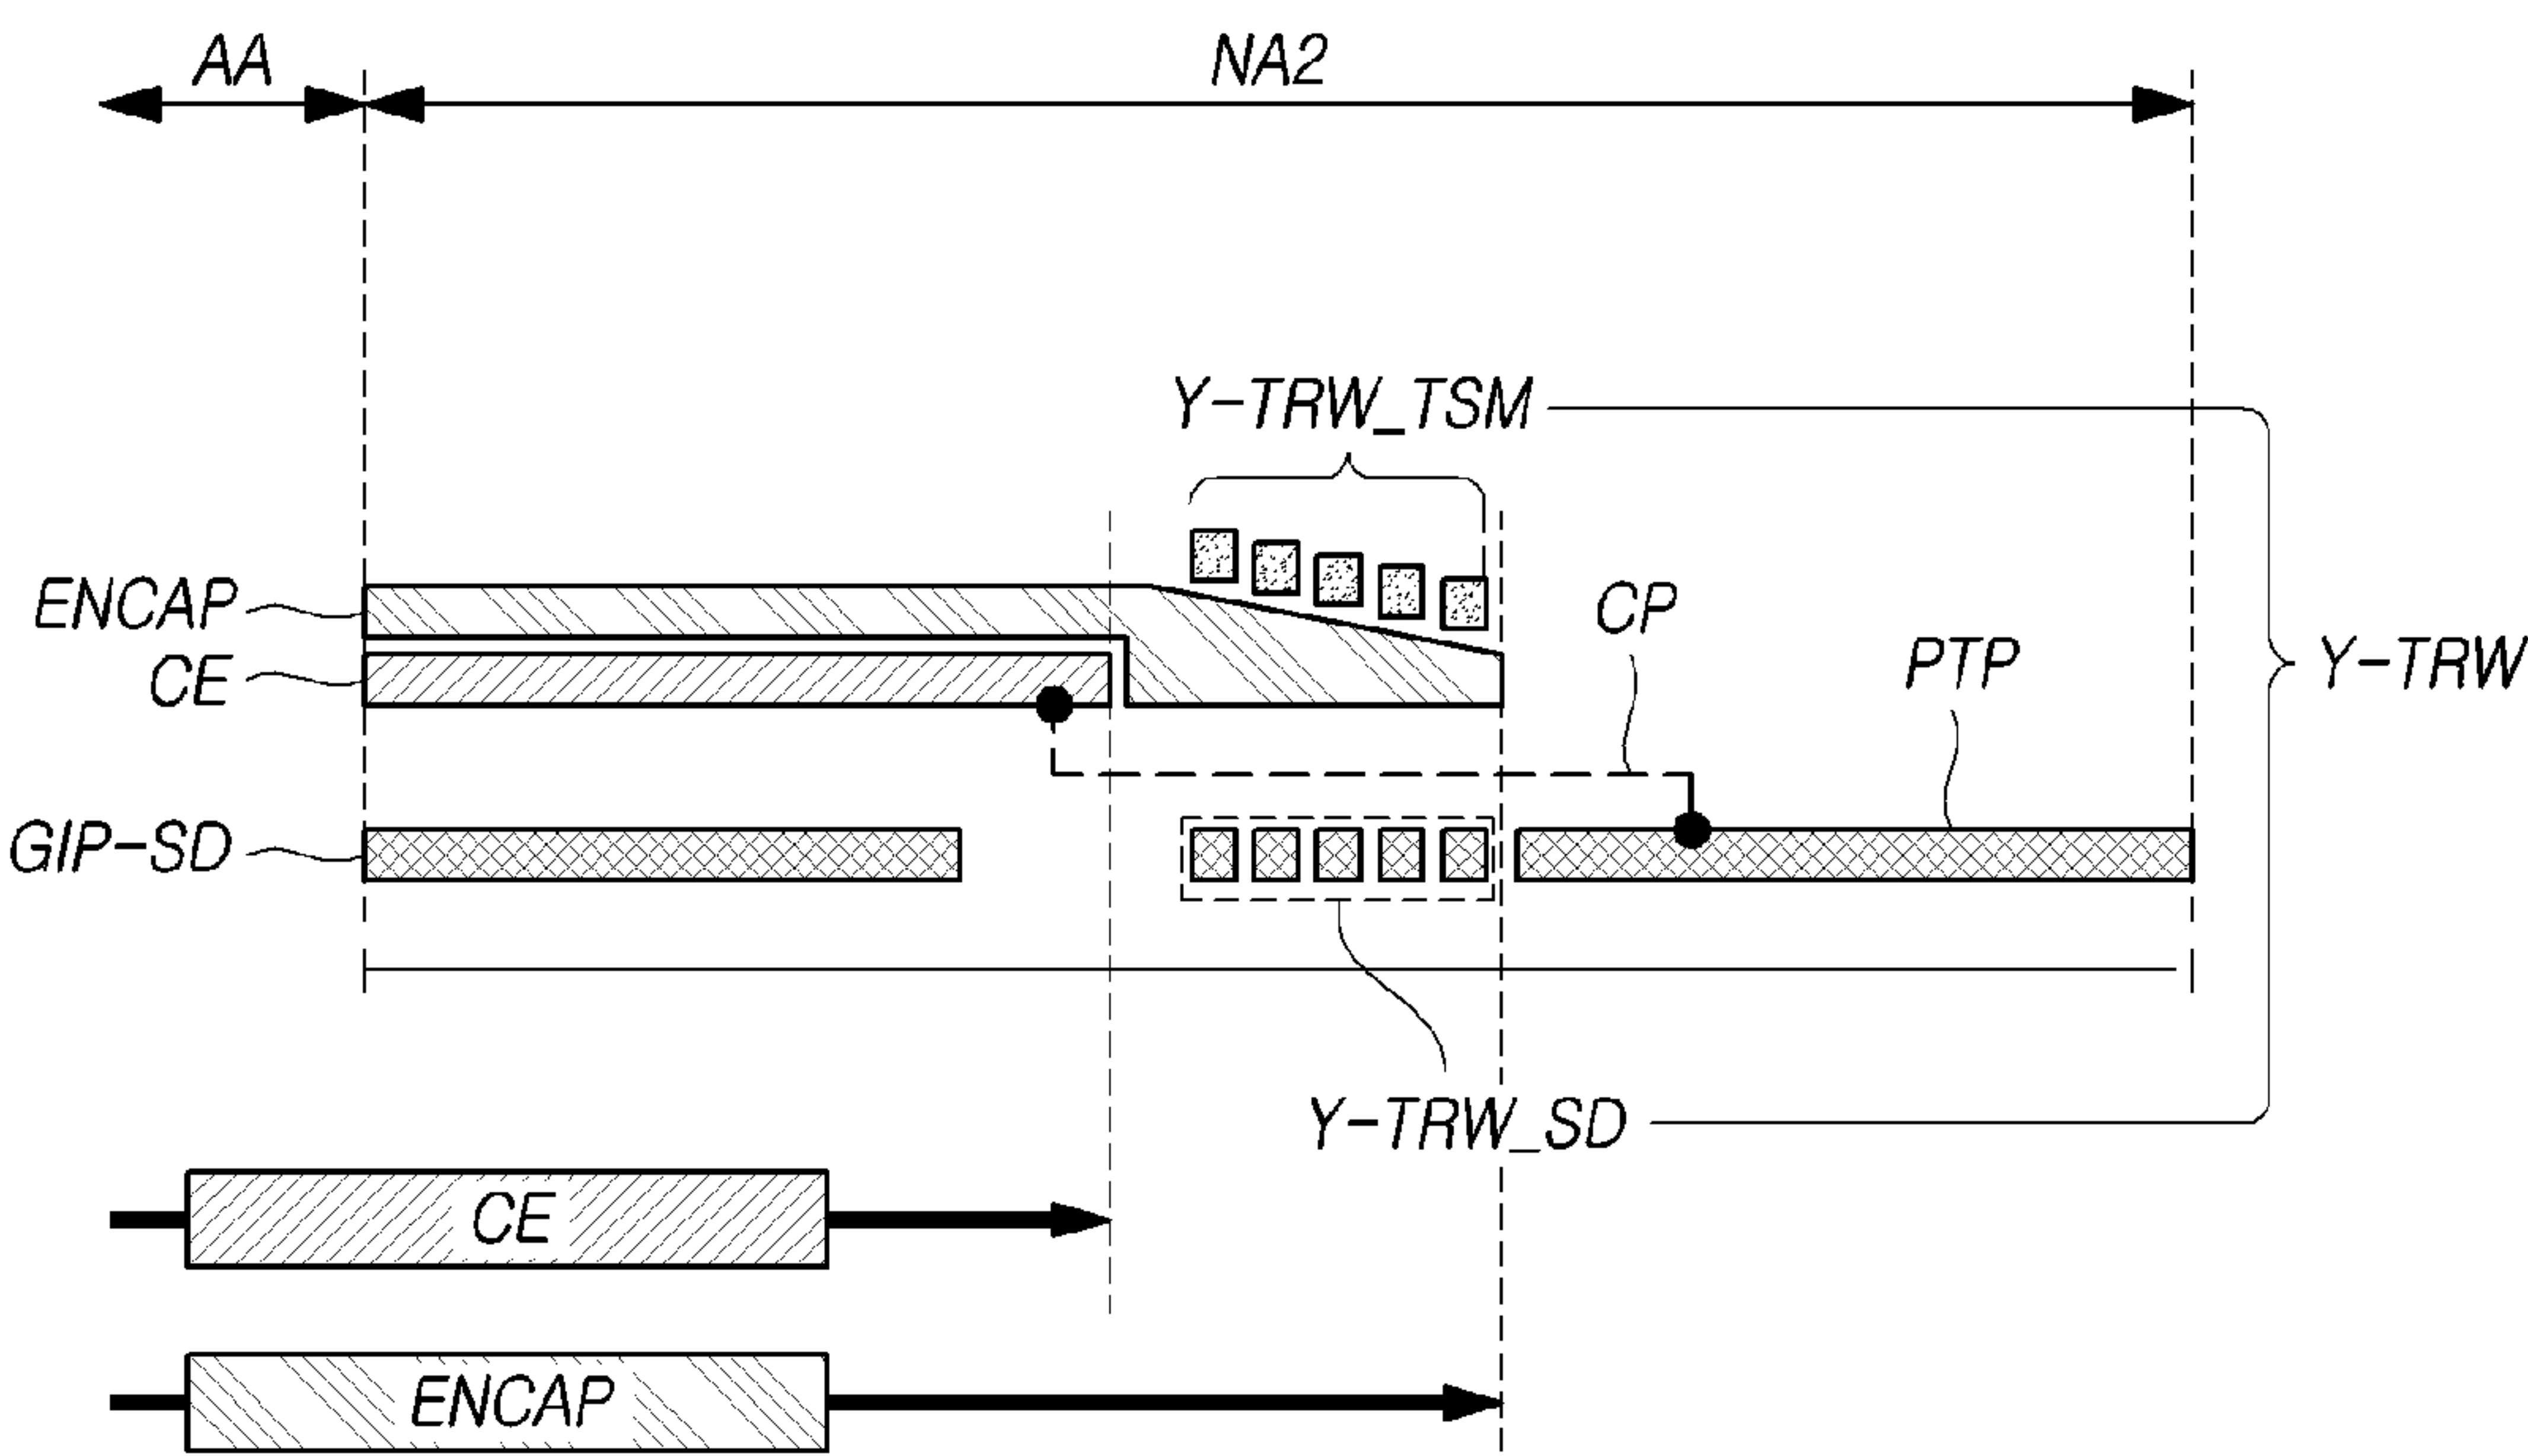 AA
NA2
Y-TRW_TSM
ENCAP
CP
CE
PTP
Y-TRW
GIP-SD
Y-TRW_SD
CE
ENCAP